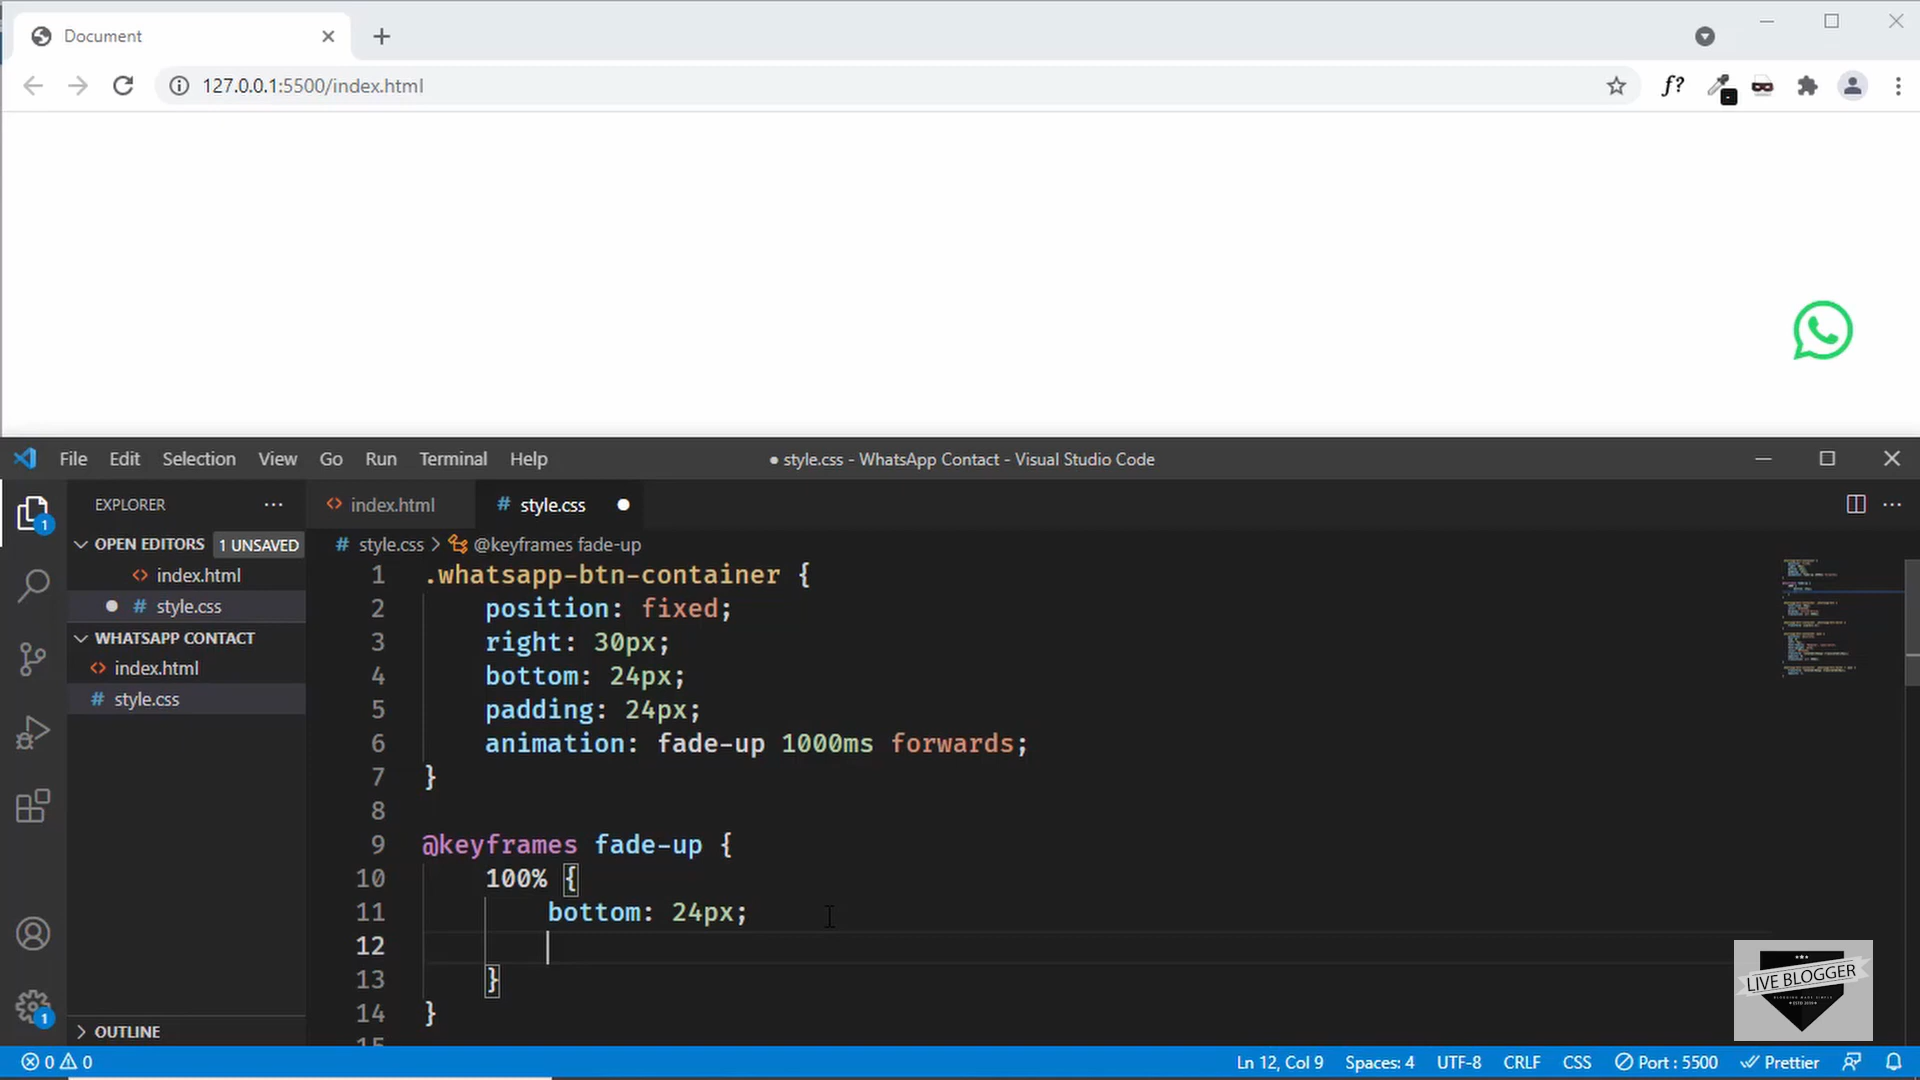 Document
127.0.0.1:5500/index.html
f?
File Edit Selection View Go Run Terminal Help
● style.css - WhatsApp Contact - Visual Studio Code
EXPLORER
index.html
style.css
OPEN EDITORS 1 UNSAVED
index.html
style.css
WHATSAPP CONTACT
index.html
style.css
OUTLINE
style.css > @keyframes fade-up
1 .whatsapp-btn-container {
2 position: fixed;
3 right: 30px;
4 bottom: 24px;
5 padding: 24px;
6 animation: fade-up 1000ms forwards;
7 }
8
9 @keyframes fade-up {
10 100% {
11 bottom: 24px;
12
13 }
14 }
15
1
1
LIVE BLOGGER
0 0
Ln 12, Col 9 Spaces: 4 UTF-8 CRLF CSS Port : 5500 Prettier